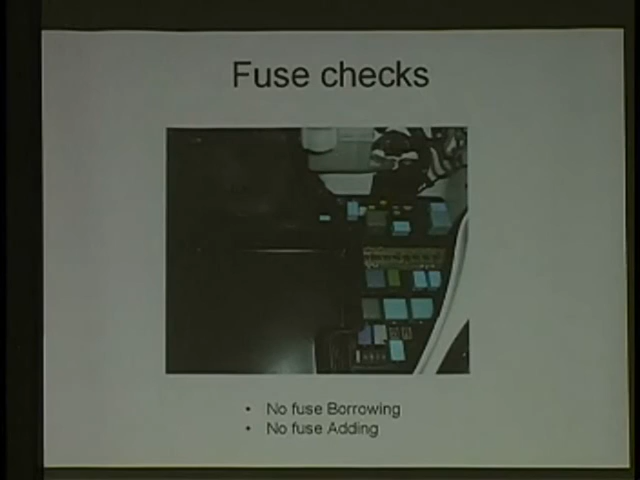 Fuse checks
• No fuse Borrowing
• No fuse Adding